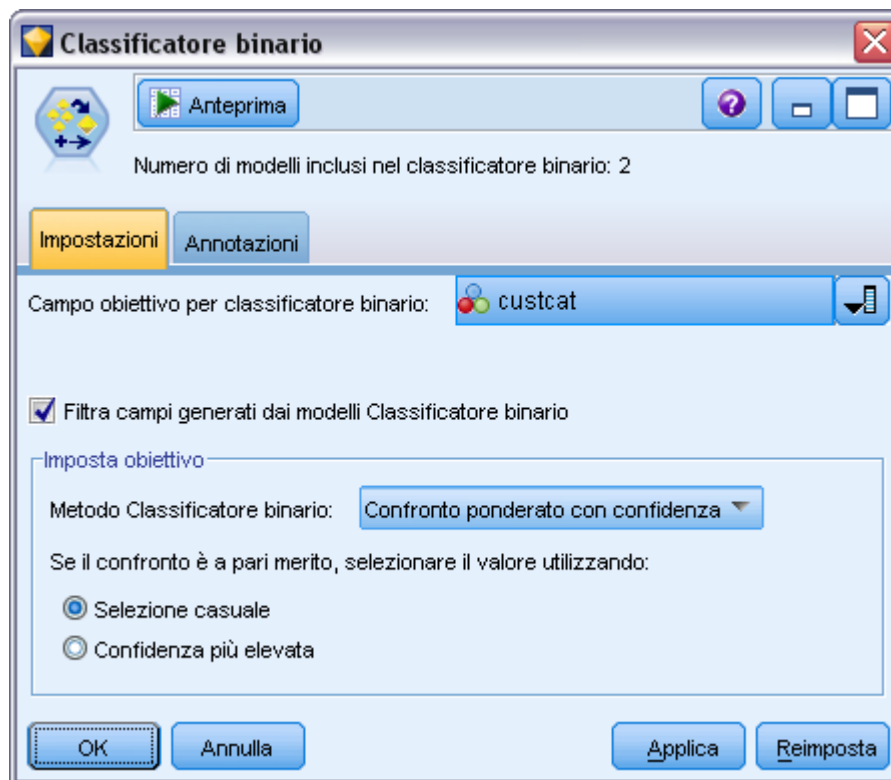 Classificatore binario
Anteprima
Numero di modelli inclusi nel classificatore binario: 2
Impostazioni
Annotazioni
Campo obiettivo per classificatore binario: custcat
Filtra campi generati dai modelli Classificatore binario
Imposta obiettivo
Metodo Classificatore binario: Confronto ponderato con confidenza
Se il confronto è a pari merito, selezionare il valore utilizzando:
Selezione casuale
Confidenza più elevata
OK
Annulla
Applica
Reimposta